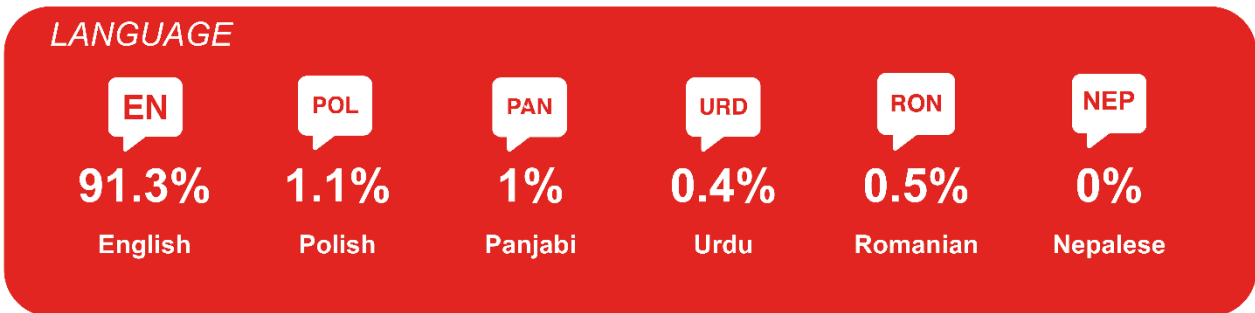 LANGUAGE
EN POL PAN URD RON NEP
91.3% 1.1% 1% 0.4% 0.5% 0%
English Polish Panjabi Urdu Romanian Nepalese